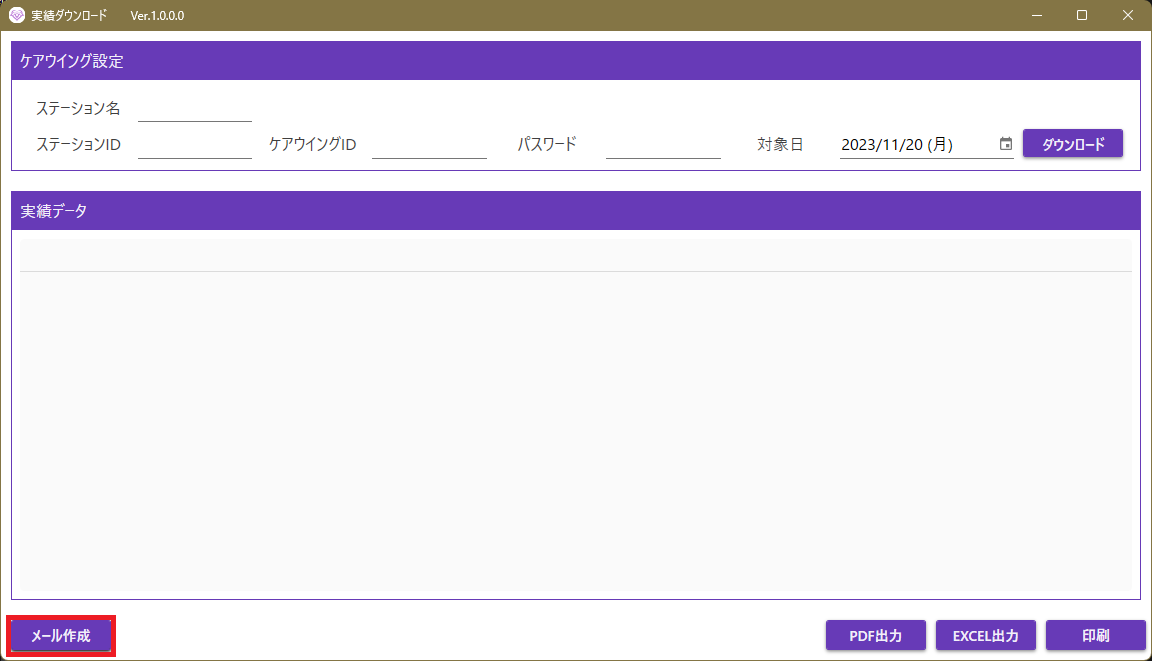 実績ダウンロード Ver.1.0.0.0
ケアウイング設定
ステーション名
ステーションID ケアウイングID パスワード 対象日 2023/11/20 (月) ダウンロード
実績データ
メール作成 PDF出力 EXCEL出力 印刷